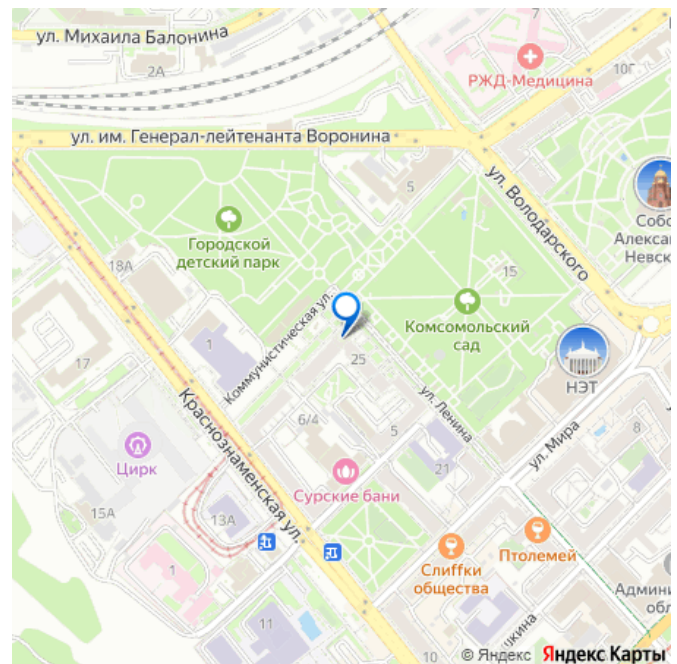 ул. Михаила Балонина
2А
7
РЖД-Медицина
10Г
ул. им. Генерал-лейтенанта Воронина
5
ул. Володарского
Собо
Алекса
Невск
Городской
детский парк
18А
15
Коммунистическая ул.
Комсомольский
сад
1
17
25
НЭТ
ул. Ленина
Краснознаменская ул.
6/4
5
ул. Мира
8
Цирк
21
Сурские бани
15А
13А
Птолемей
Слиffки
общества
1
Админи
обл
11
10
© Яндекс Яндекс Карты